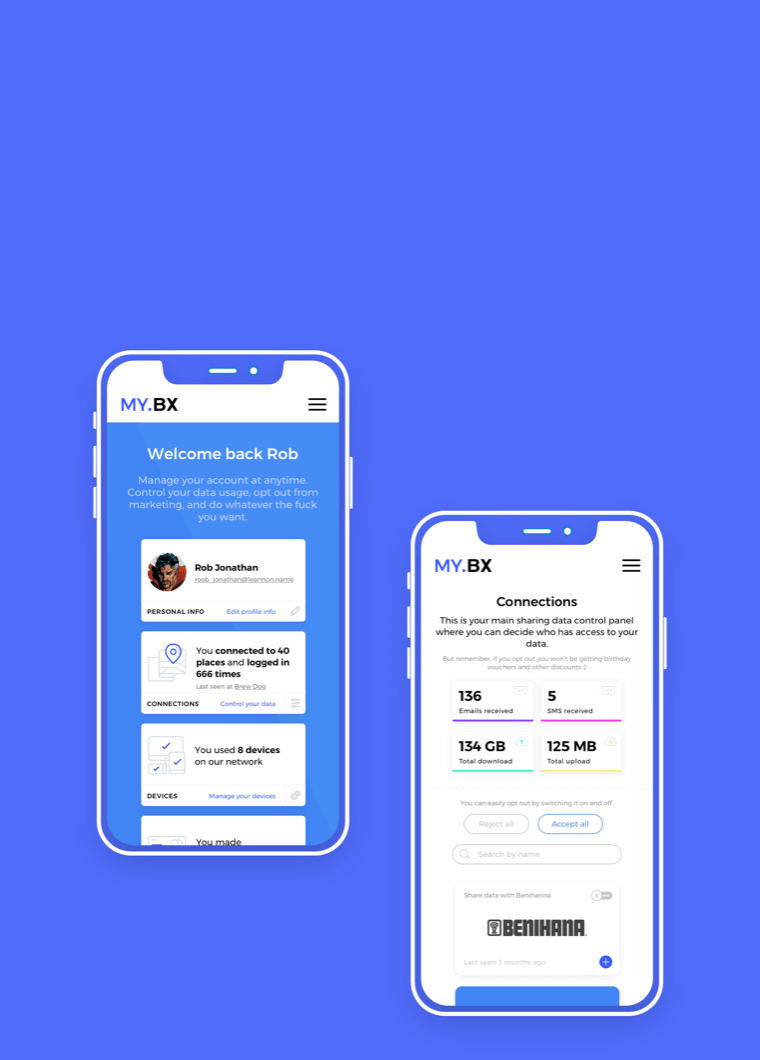 MY.BX
Welcome back Rob
Manage your account at anytime.
Control your data usage, opt out from
marketing, and do whatever the fuck
you want.
Rob Jonathan
roob_jonathan@leannon.name
PERSONAL INFO Edit profile info
You connected to 40
places and logged in
666 times
Last seen at Brew Dog
CONNECTIONS Control your data
You used 8 devices
on our network
DEVICES Manage your devices
You made
MY.BX
Connections
This is your main sharing data control panel
where you can decide who has access to your
data.
But remember, if you opt out you won't be getting birthday
vouchers and other discounts ;)
136 5
Emails received SMS received
134 GB 125 MB
Total download Total upload
You can easily opt out by switching it on and off.
Reject all Accept all
Search by name
Share data with Benihanna
BENIHANA
Last seen 3 months ago